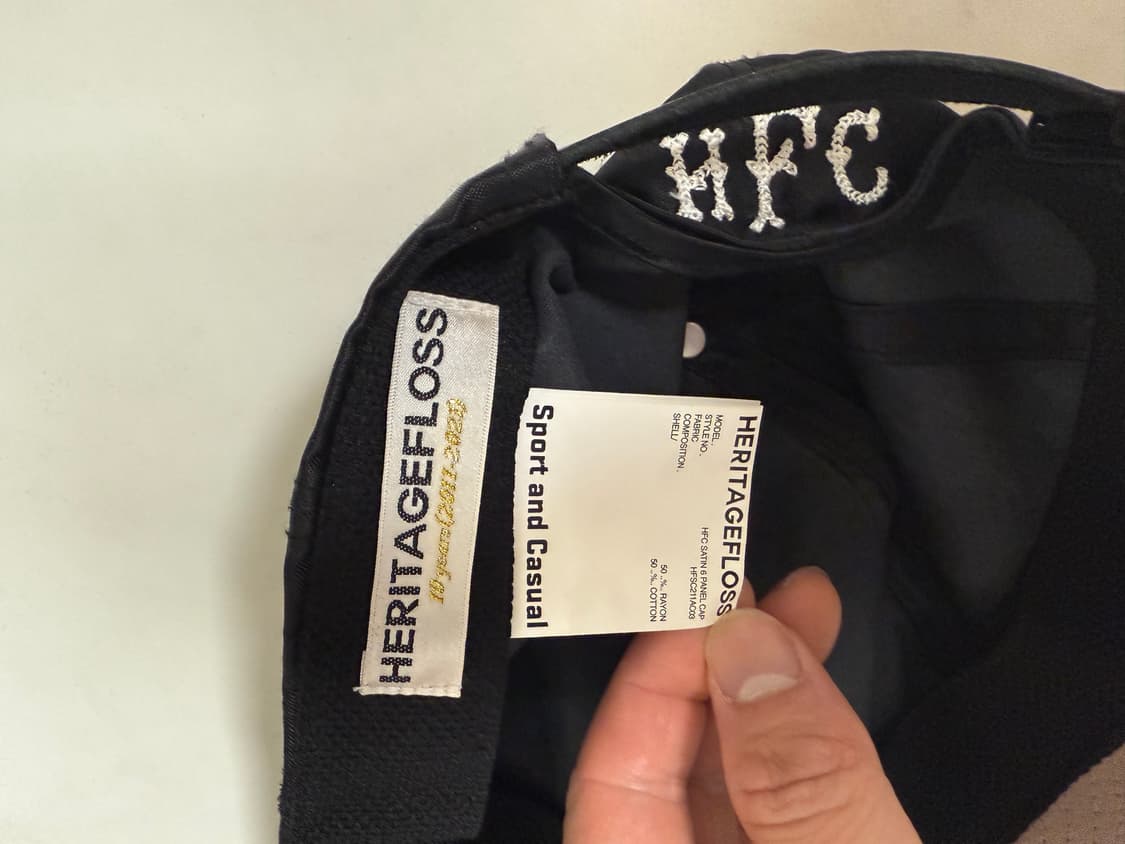 HFC
HERITAGEFLOSS
10 years(2011-2021)
HERITAGEFLOSS
MODEL. HFC SATIN 6 PANEL CAP
STYLE NO . HFSC211AC03
FABRIC
COMPOSITION .
SHELL/ 50 .%. RAYON
50 .%. COTTON
Sport and Casual